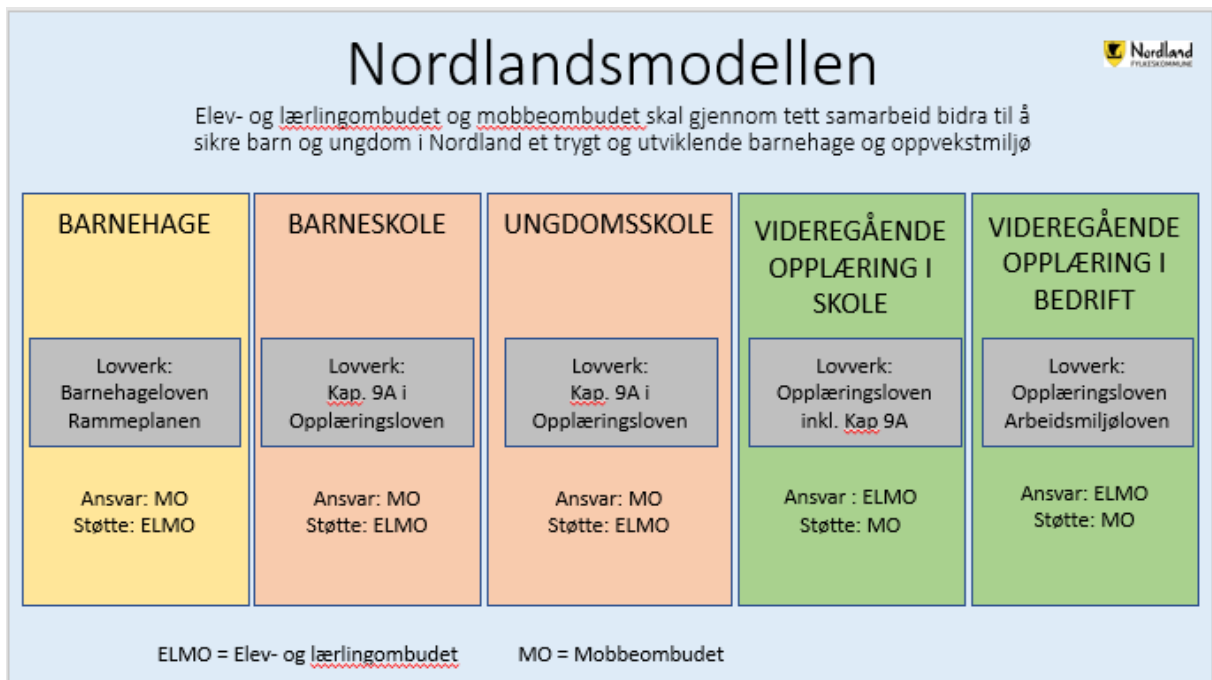 Nordlandsmodellen
Nordland
FYLKESKOMMUNE
Elev- og lærlingombudet og mobbeombudet skal gjennom tett samarbeid bidra til å
sikre barn og ungdom i Nordland et trygt og utviklende barnehage og oppvekstmiljø
BARNEHAGE
Lovverk:
Barnehageloven
Rammeplanen
Ansvar: MO
Støtte: ELMO
BARNESKOLE
Lovverk:
Kap. 9A i
Opplæringsloven
Ansvar: MO
Støtte: ELMO
UNGDOMSSKOLE
Lovverk:
Kap. 9A i
Opplæringsloven
Ansvar: MO
Støtte: ELMO
VIDEREGÅENDE
OPPLÆRING I
SKOLE
Lovverk:
Opplæringsloven
inkl. Kap 9A
Ansvar : ELMO
Støtte: MO
VIDEREGÅENDE
OPPLÆRING I
BEDRIFT
Lovverk:
Opplæringsloven
Arbeidsmiljøloven
Ansvar: ELMO
Støtte: MO
ELMO = Elev- og lærlingombudet
MO = Mobbeombudet